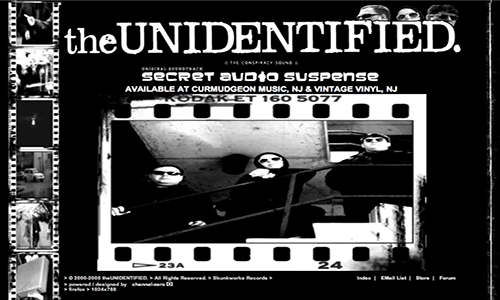 theUNIDENTIFIED.
:: THE CONSPIRACY SOUND ::
ORIGINAL SOUNDTRACK
SECRET AUDIO SUSPENSE
AVAILABLE AT CURMUDGEON MUSIC, NJ & VINTAGE VINYL, NJ
KODAK ET 160 5077
23A
24
> © 2000-2005 theUNIDENTIFIED. > All Rights Reserved. > Skunkworks Records >
Index | EMail List | Store | Forum
> powered / designed by channelzero
> firefox > 1024x768